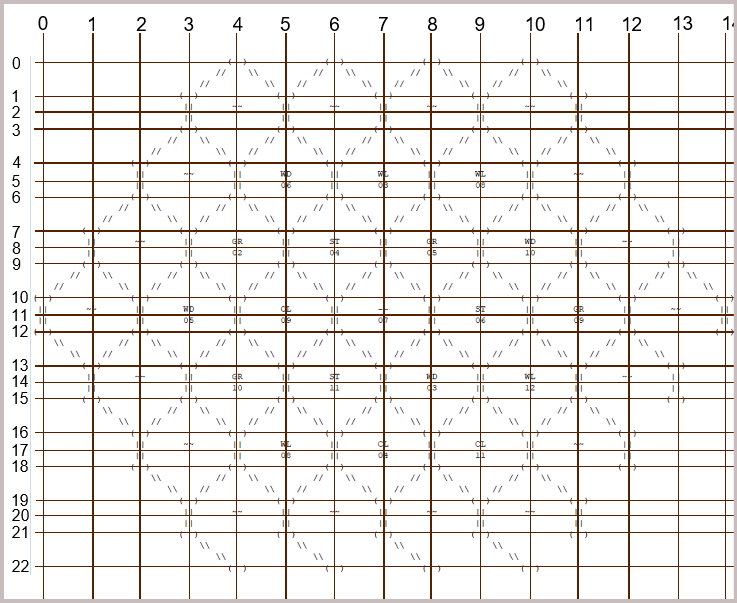 0 1 2 3 4 5 6 7 8 9 10 11 12 13 14
0
1
2 ~~ ~~ ~~ ~~
3
4 ~~ WD WL WL ~~
5 06 03 08
6
7
8 ~~ GR ST GR WD ~~
02 04 05 10
9
10
11 ~~ WD CL -- ST GR ~~
05 09 07 06 09
12
13
14 ~~ GR ST WD WL ~~
10 11 03 12
15
16
17 ~~ WL CL CL ~~
08 04 11
18
19
20 ~~ ~~ ~~ ~~
21
22